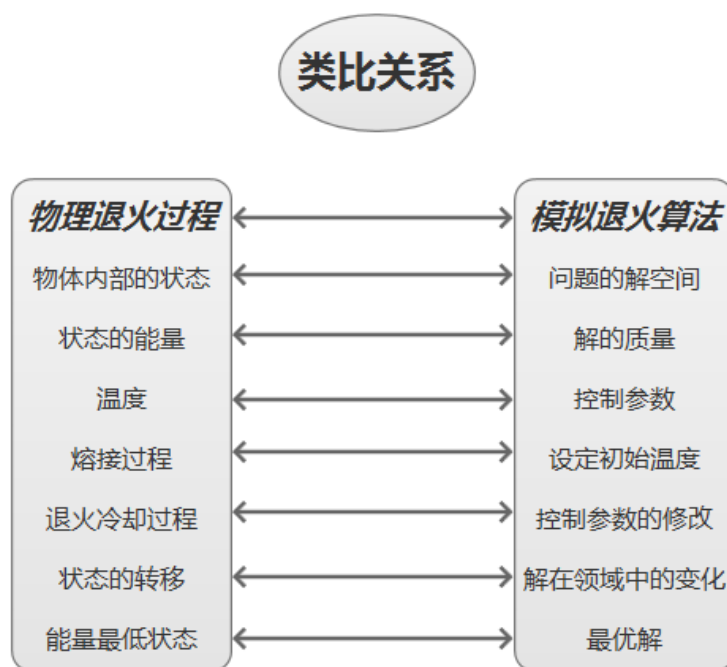 类比关系
物理退火过程 模拟退火算法
物体内部的状态 问题的解空间
状态的能量 解的质量
温度 控制参数
熔接过程 设定初始温度
退火冷却过程 控制参数的修改
状态的转移 解在领域中的变化
能量最低状态 最优解